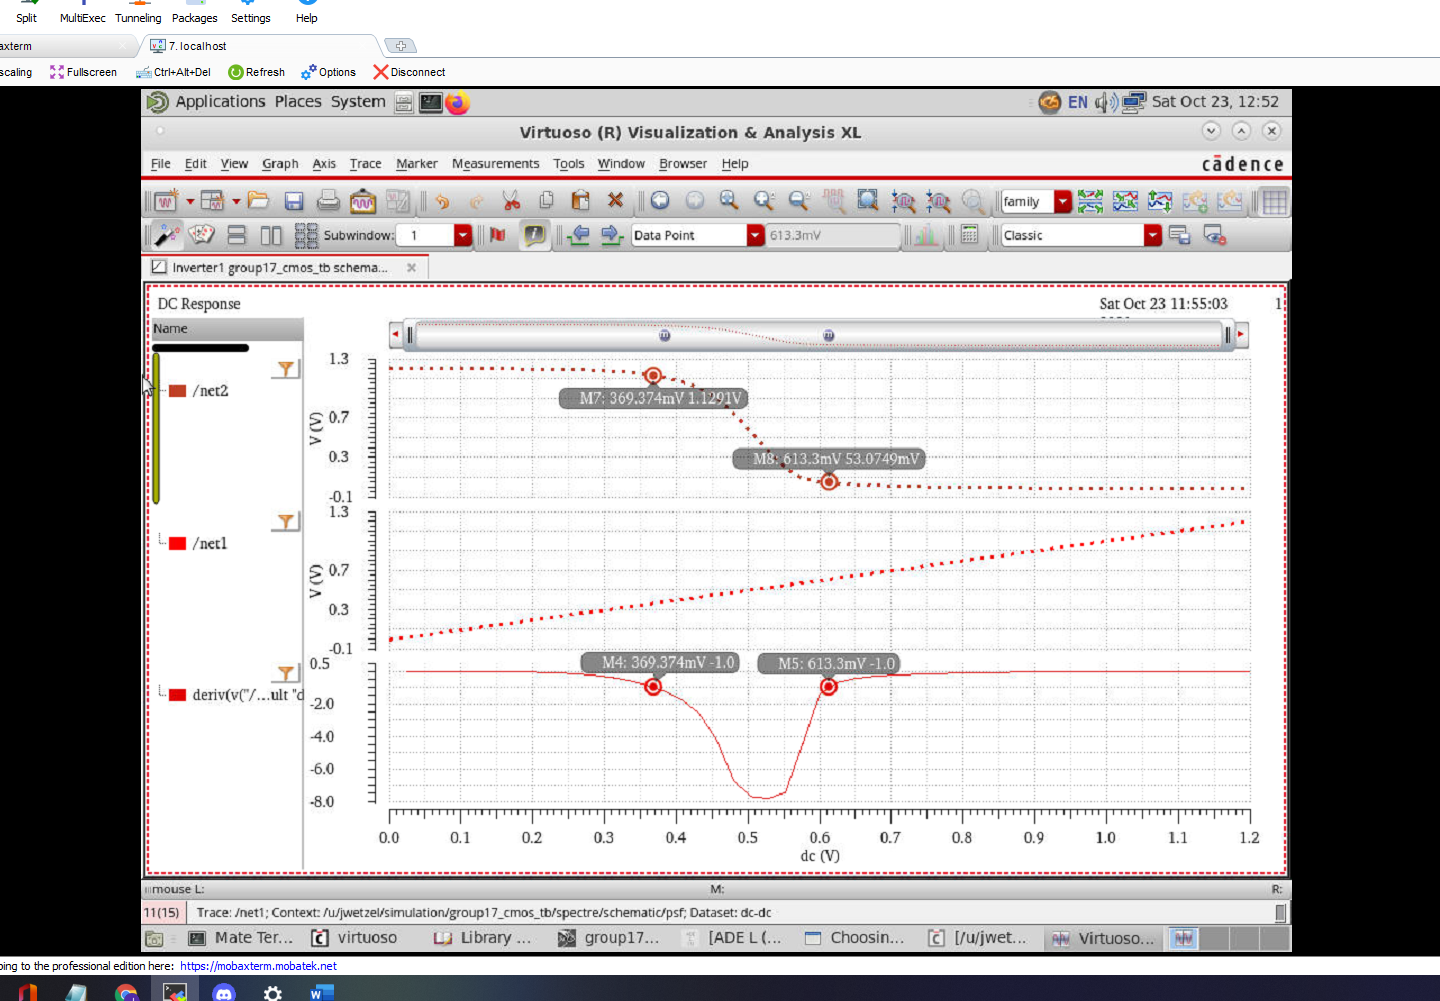 Split MultiExec Tunneling Packages Settings Help
axterm 7. localhost
scaling Fullscreen Ctrl+Alt+Del Refresh Options Disconnect
Applications Places System EN Sat Oct 23, 12:52
Virtuoso (R) Visualization & Analysis XL
File Edit View Graph Axis Trace Marker Measurements Tools Window Browser Help cādence
family
Subwindow: 1 Data Point 613.3mV Classic
Inverter1 group17_cmos_tb schema...
DC Response Sat Oct 23 11:55:03 1
Name
/net2
1.3
0.7
0.3
-0.1
V (V)
M7: 369.374mV 1.1291V
M8: 613.3mV 53.0749mV
/net1
1.3
0.7
0.3
-0.1
V (V)
deriv(v("/...ult "d
0.5
-2.0
-4.0
-6.0
-8.0
M4: 369.374mV -1.0 M5: 613.3mV -1.0
0.0 0.1 0.2 0.3 0.4 0.5 0.6 0.7 0.8 0.9 1.0 1.1 1.2
dc (V)
mouse L: M: R:
11(15) Trace: /net1; Context: /u/jwetzel/simulation/group17_cmos_tb/spectre/schematic/psf; Dataset: dc-dc
Mate Ter... virtuoso Library ... group17... [ADE L (... Choosin... [/u/jwet... Virtuoso...
oing to the professional edition here: https://mobaxterm.mobatek.net